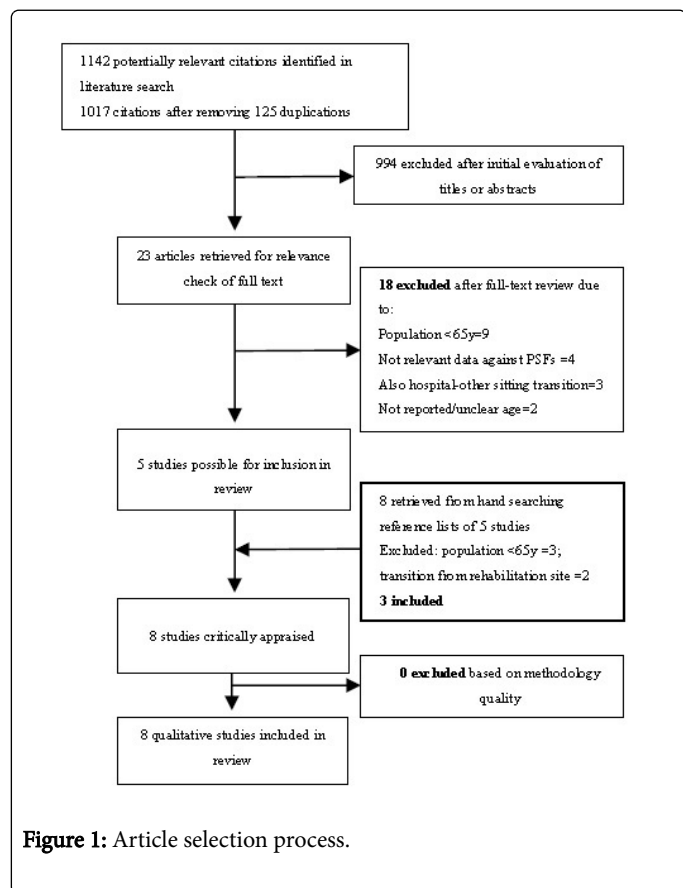 1142 potentially relevant citations identified in
literature search
1017 citations after removing 125 duplications
994 excluded after initial evaluation of
titles or abstracts
23 articles retrieved for relevance
check of full text
18 excluded after full-text review due
to:
Population <65y=9
Not relevant data against PSFs =4
Also hospital-other sitting transition=3
Not reported/unclear age=2
5 studies possible for inclusion in
review
8 retrieved from hand searching
reference lists of 5 studies
Excluded: population <65y =3;
transition from rehabilitation site =2
3 included
8 studies critically appraised
0 excluded based on methodology
quality
8 qualitative studies included in
review
Figure 1: Article selection process.